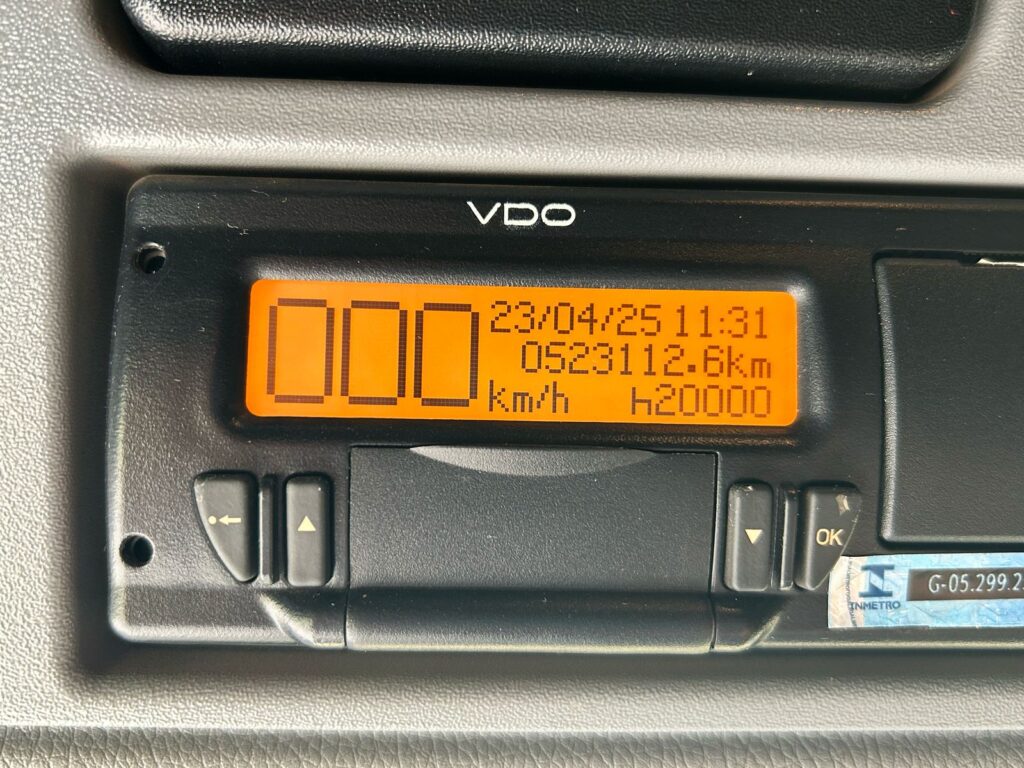 VDO
000
23/04/25 11:31
0523112.6km
km/h h20000
OK
INMETRO
G-05.299.2